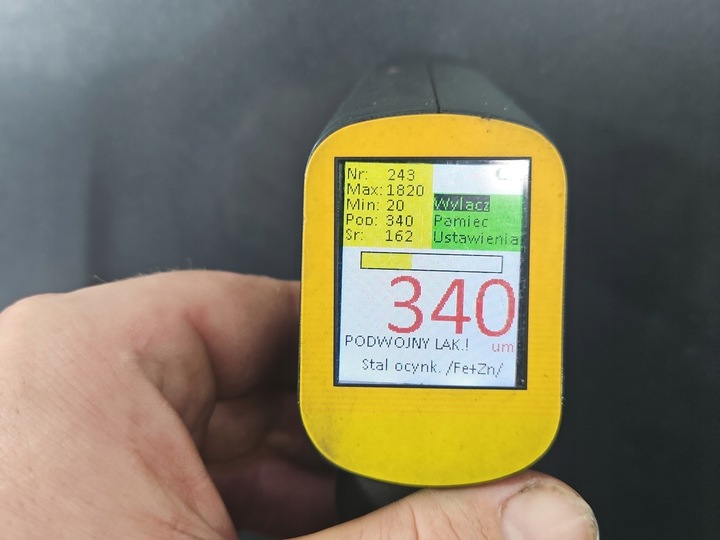 Nr: 243
Max: 1820
Min: 20
Pop: 340
Sr: 162
Wylacz
Pamiec
Ustawienia
340
um
PODWOJNY LAK.!
Stal ocynk. /Fe+Zn/